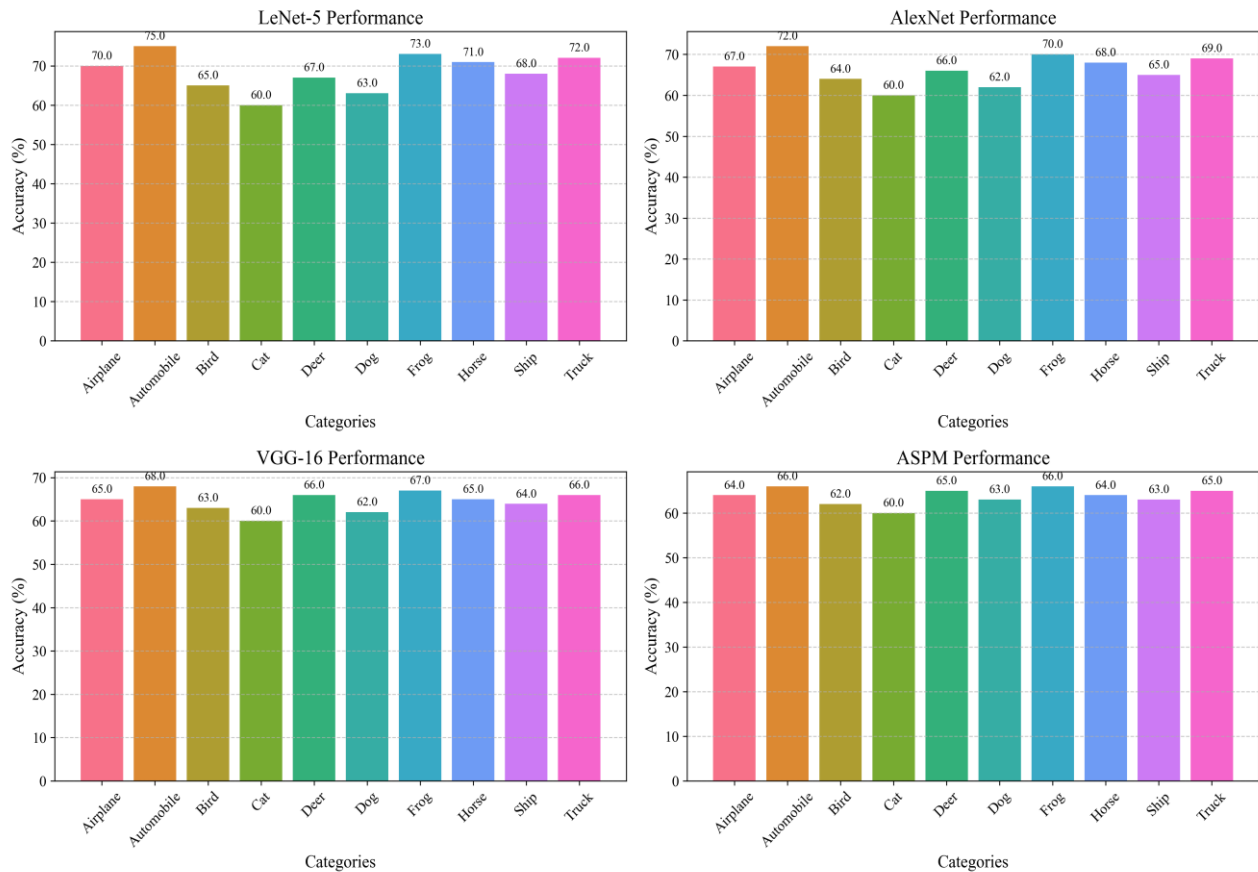 LeNet-5 Performance
Accuracy (%)
70
60
50
40
30
20
10
0
70.0
75.0
65.0
60.0
67.0
63.0
73.0
71.0
68.0
72.0
Airplane
Automobile
Bird
Cat
Deer
Dog
Frog
Horse
Ship
Truck
Categories
AlexNet Performance
Accuracy (%)
70
60
50
40
30
20
10
0
67.0
72.0
64.0
60.0
66.0
62.0
70.0
68.0
65.0
69.0
Airplane
Automobile
Bird
Cat
Deer
Dog
Frog
Horse
Ship
Truck
Categories
VGG-16 Performance
Accuracy (%)
70
60
50
40
30
20
10
0
65.0
68.0
63.0
60.0
66.0
62.0
67.0
65.0
64.0
66.0
Airplane
Automobile
Bird
Cat
Deer
Dog
Frog
Horse
Ship
Truck
Categories
ASPM Performance
Accuracy (%)
60
50
40
30
20
10
0
64.0
66.0
62.0
60.0
65.0
63.0
66.0
64.0
63.0
65.0
Airplane
Automobile
Bird
Cat
Deer
Dog
Frog
Horse
Ship
Truck
Categories